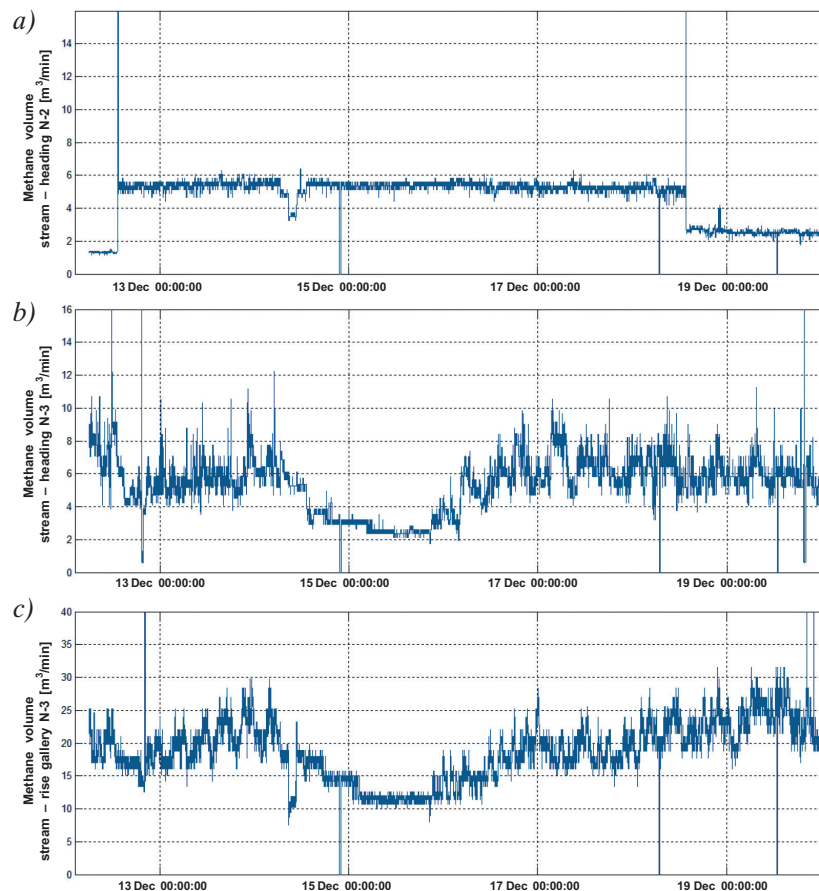 a)
Methane volume
stream – heading N-2 [m³/min]
16
14
12
10
8
6
4
2
0
13 Dec 00:00:00 15 Dec 00:00:00 17 Dec 00:00:00 19 Dec 00:00:00
b)
Methane volume
stream – heading N-3 [m³/min]
16
14
12
10
8
6
4
2
0
13 Dec 00:00:00 15 Dec 00:00:00 17 Dec 00:00:00 19 Dec 00:00:00
c)
Methane volume
stream – rise gallery N-3 [m³/min]
40
35
30
25
20
15
10
5
0
13 Dec 00:00:00 15 Dec 00:00:00 17 Dec 00:00:00 19 Dec 00:00:00